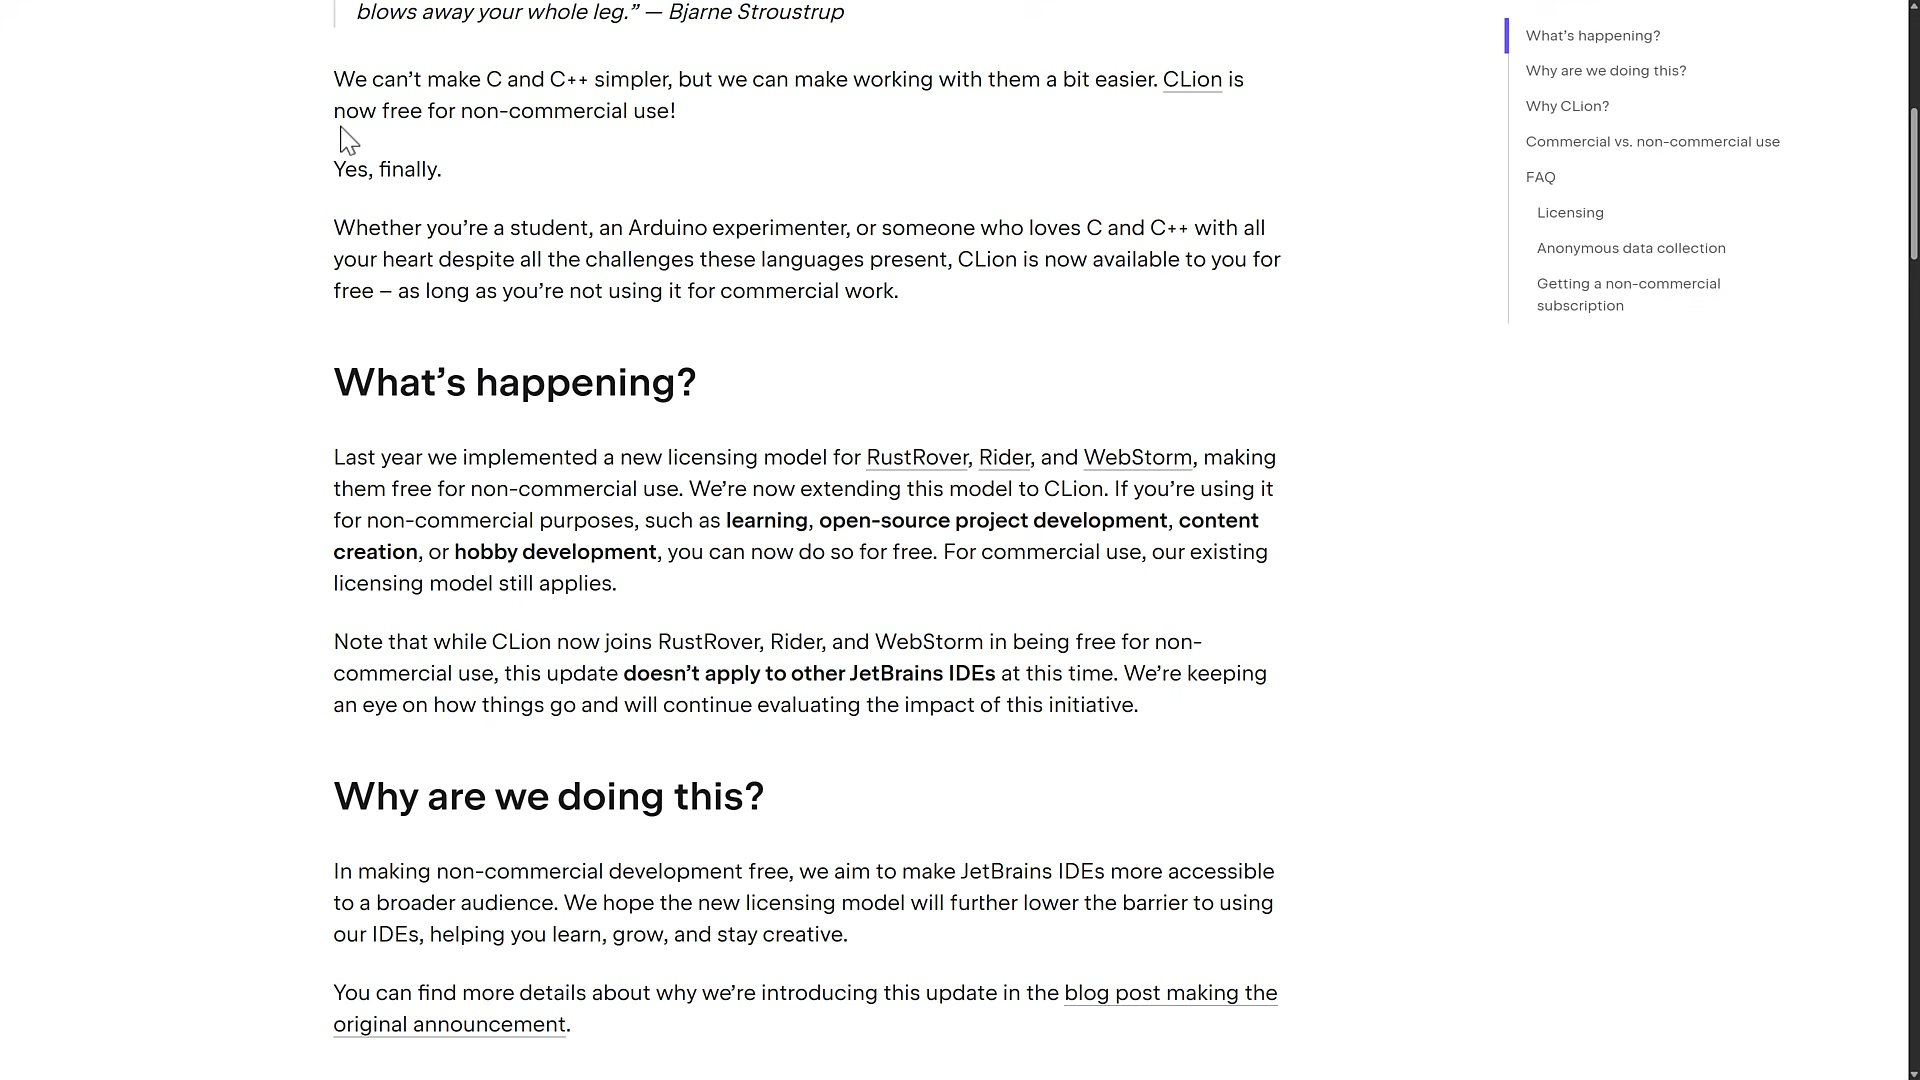 blows away your whole leg.” — Bjarne Stroustrup
We can’t make C and C++ simpler, but we can make working with them a bit easier. CLion is
now free for non-commercial use!
Yes, finally.
Whether you’re a student, an Arduino experimenter, or someone who loves C and C++ with all
your heart despite all the challenges these languages present, CLion is now available to you for
free – as long as you’re not using it for commercial work.
What’s happening?
Last year we implemented a new licensing model for RustRover, Rider, and WebStorm, making
them free for non-commercial use. We’re now extending this model to CLion. If you’re using it
for non-commercial purposes, such as learning, open-source project development, content
creation, or hobby development, you can now do so for free. For commercial use, our existing
licensing model still applies.
Note that while CLion now joins RustRover, Rider, and WebStorm in being free for non-
commercial use, this update doesn’t apply to other JetBrains IDEs at this time. We’re keeping
an eye on how things go and will continue evaluating the impact of this initiative.
Why are we doing this?
In making non-commercial development free, we aim to make JetBrains IDEs more accessible
to a broader audience. We hope the new licensing model will further lower the barrier to using
our IDEs, helping you learn, grow, and stay creative.
You can find more details about why we’re introducing this update in the blog post making the
original announcement.
What’s happening?
Why are we doing this?
Why CLion?
Commercial vs. non-commercial use
FAQ
Licensing
Anonymous data collection
Getting a non-commercial
subscription